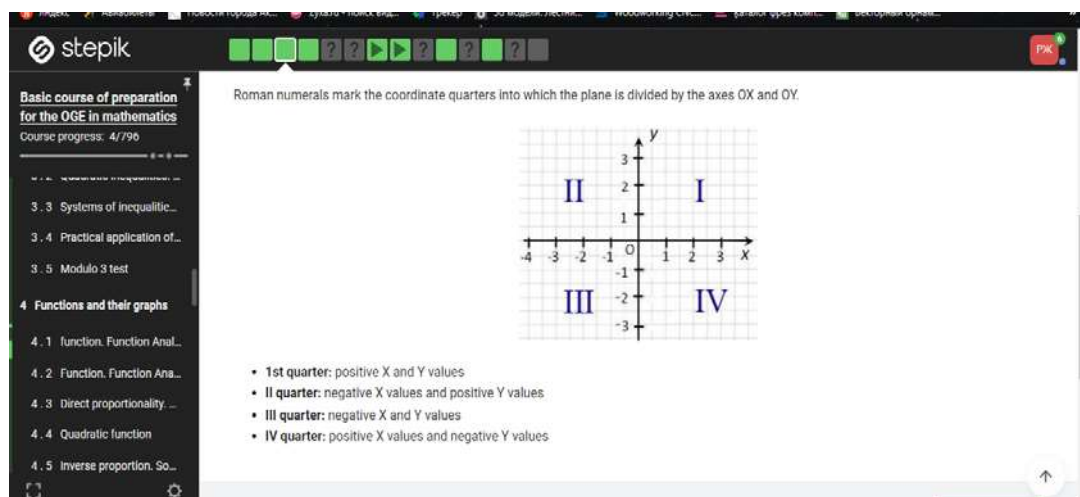 stepik
? ? ? ? ?
РЖ
6
Basic course of preparation
for the OGE in mathematics
Course progress: 4/796
3.3 Systems of inequalitie...
3.4 Practical application of...
3.5 Modulo 3 test
4 Functions and their graphs
4.1 function. Function Anal...
4.2 Function. Function Ana...
4.3 Direct proportionality. ...
4.4 Quadratic function
4.5 Inverse proportion. So...
Roman numerals mark the coordinate quarters into which the plane is divided by the axes OX and OY.
y
3
II 2 I
1
-4 -3 -2 -1 O 1 2 3 x
-1
III -2 IV
-3
• 1st quarter: positive X and Y values
• II quarter: negative X values and positive Y values
• III quarter: negative X and Y values
• IV quarter: positive X values and negative Y values